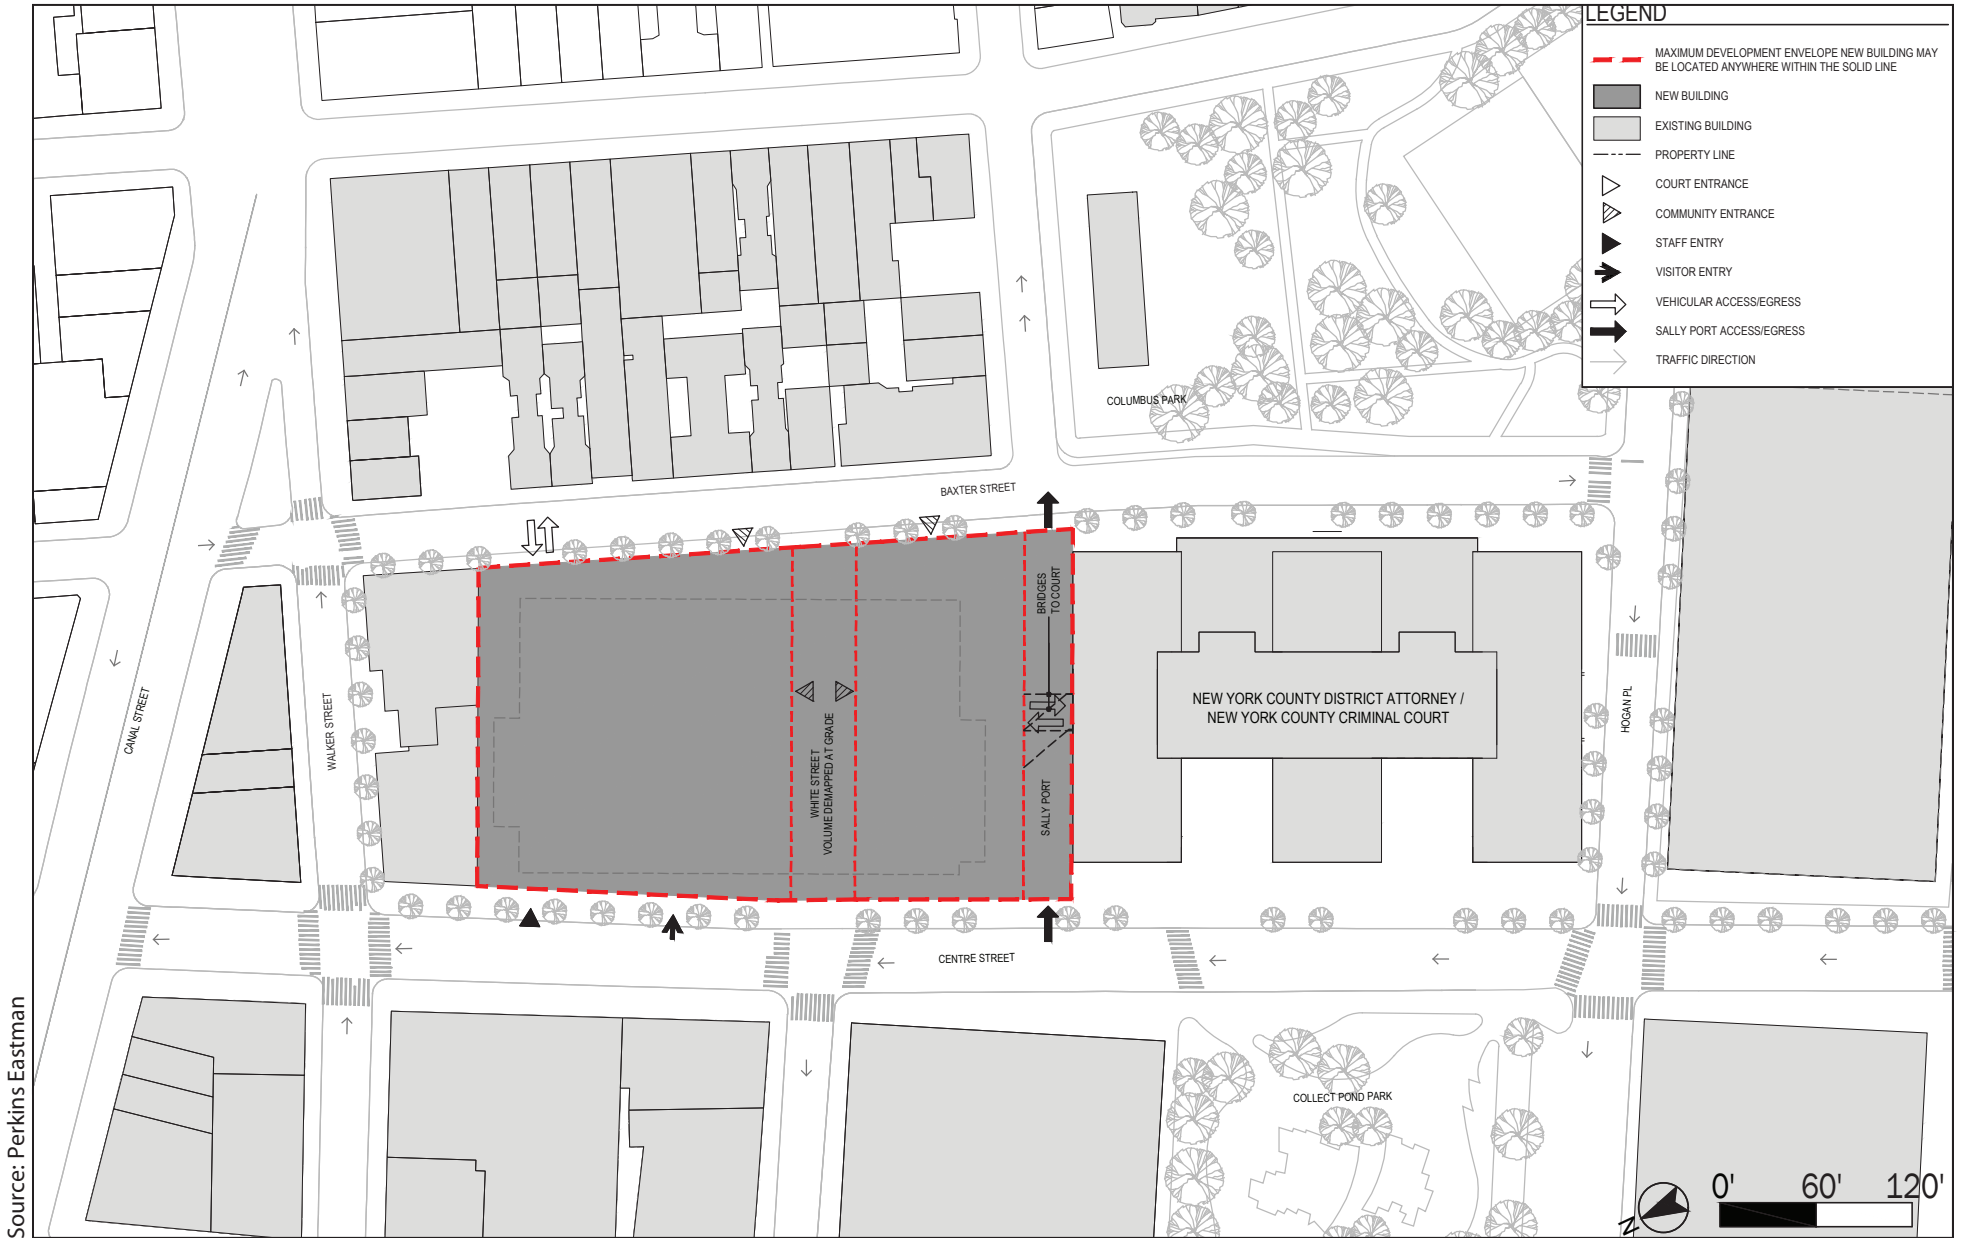 LEGEND
MAXIMUM DEVELOPMENT ENVELOPE NEW BUILDING MAY
BE LOCATED ANYWHERE WITHIN THE SOLID LINE
NEW BUILDING
EXISTING BUILDING
PROPERTY LINE
COURT ENTRANCE
COMMUNITY ENTRANCE
STAFF ENTRY
VISITOR ENTRY
VEHICULAR ACCESS/EGRESS
SALLY PORT ACCESS/EGRESS
TRAFFIC DIRECTION
COLUMBUS PARK
BAXTER STREET
BRIDGES
TO COURT
CANAL STREET
WALKER STREET
WHITE STREET
VOLUME DEMAPPED AT GRADE
SALLY PORT
NEW YORK COUNTY DISTRICT ATTORNEY /
NEW YORK COUNTY CRIMINAL COURT
HOGAN PL
CENTRE STREET
COLLECT POND PARK
N
0' 60' 120'
Source: Perkins Eastman